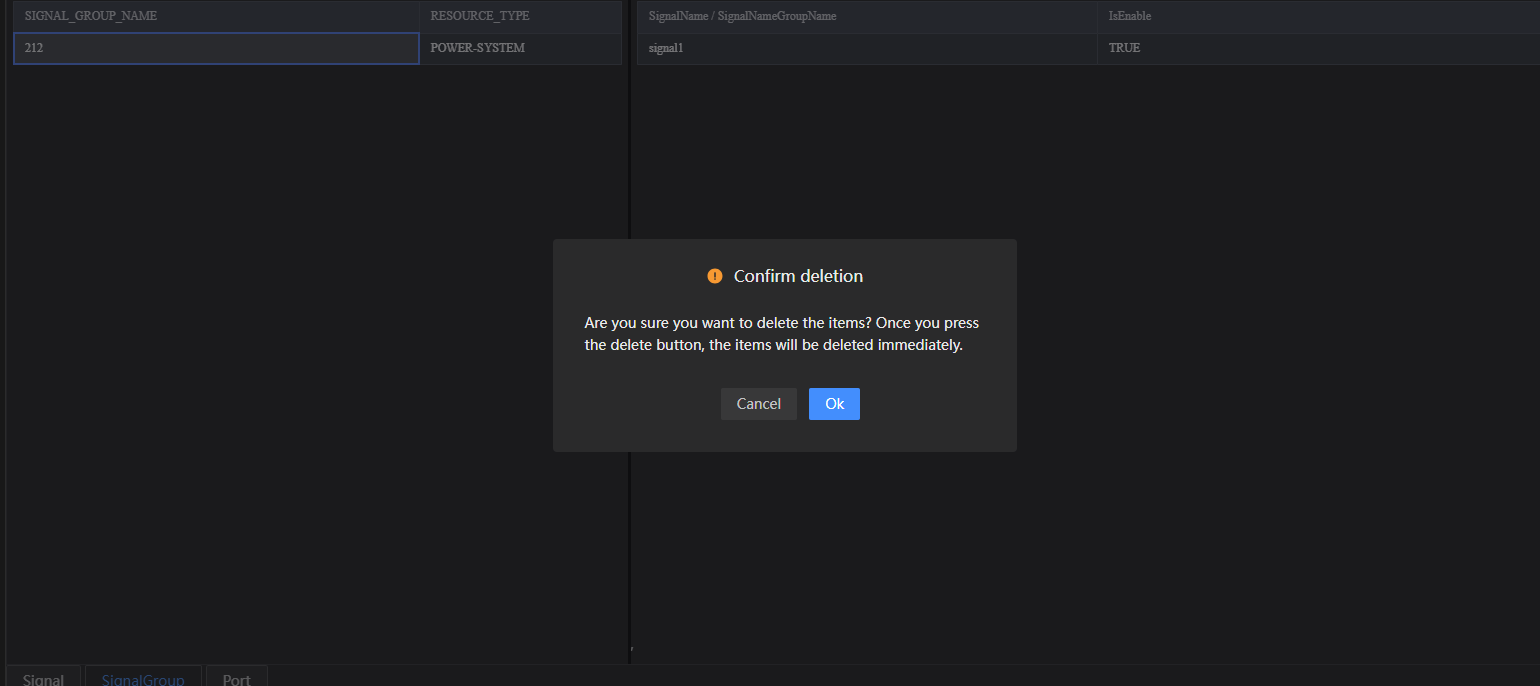 SIGNAL_GROUP_NAME RESOURCE_TYPE SignalName / SignalNameGroupName IsEnable
212 POWER-SYSTEM signal1 TRUE
Confirm deletion
Are you sure you want to delete the items? Once you press
the delete button, the items will be deleted immediately.
Cancel Ok
Signal SignalGroup Port